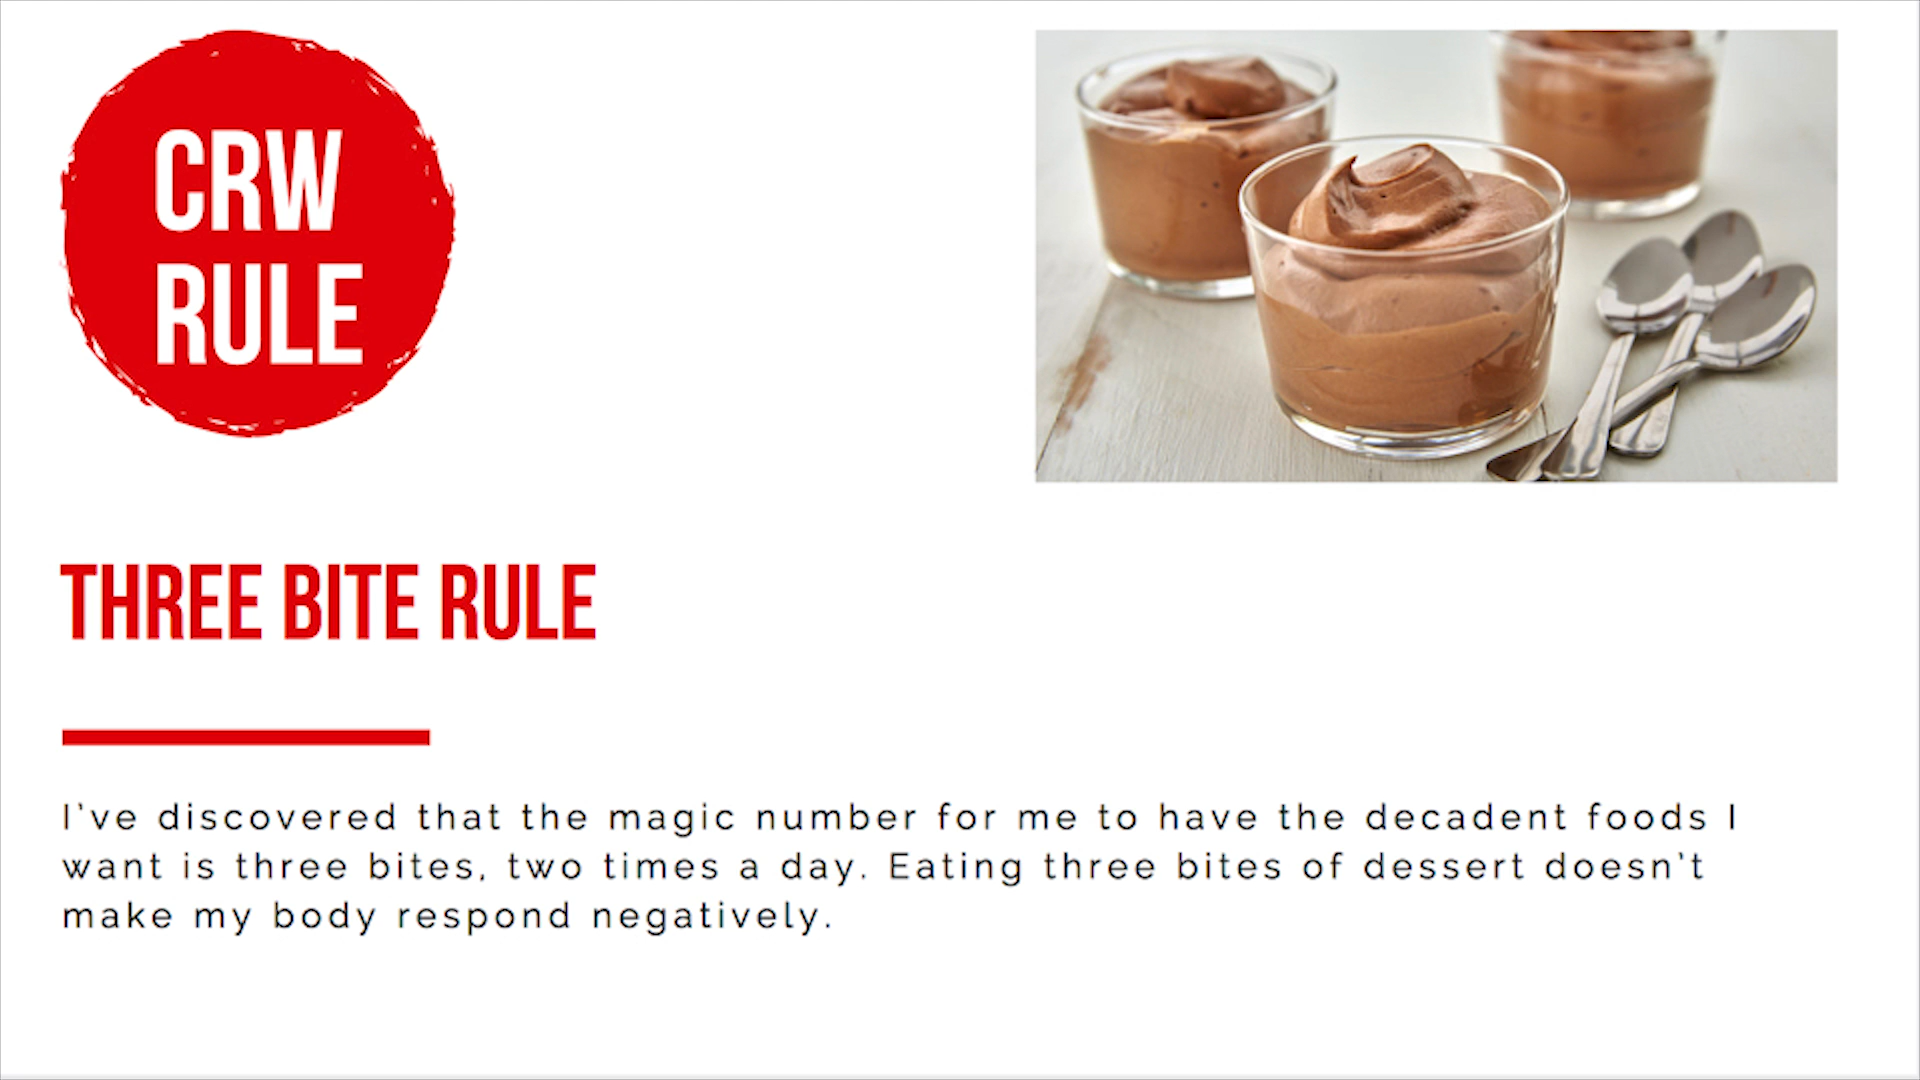 CRW
RULE
THREE BITE RULE
I've discovered that the magic number for me to have the decadent foods I
want is three bites, two times a day. Eating three bites of dessert doesn't
make my body respond negatively.